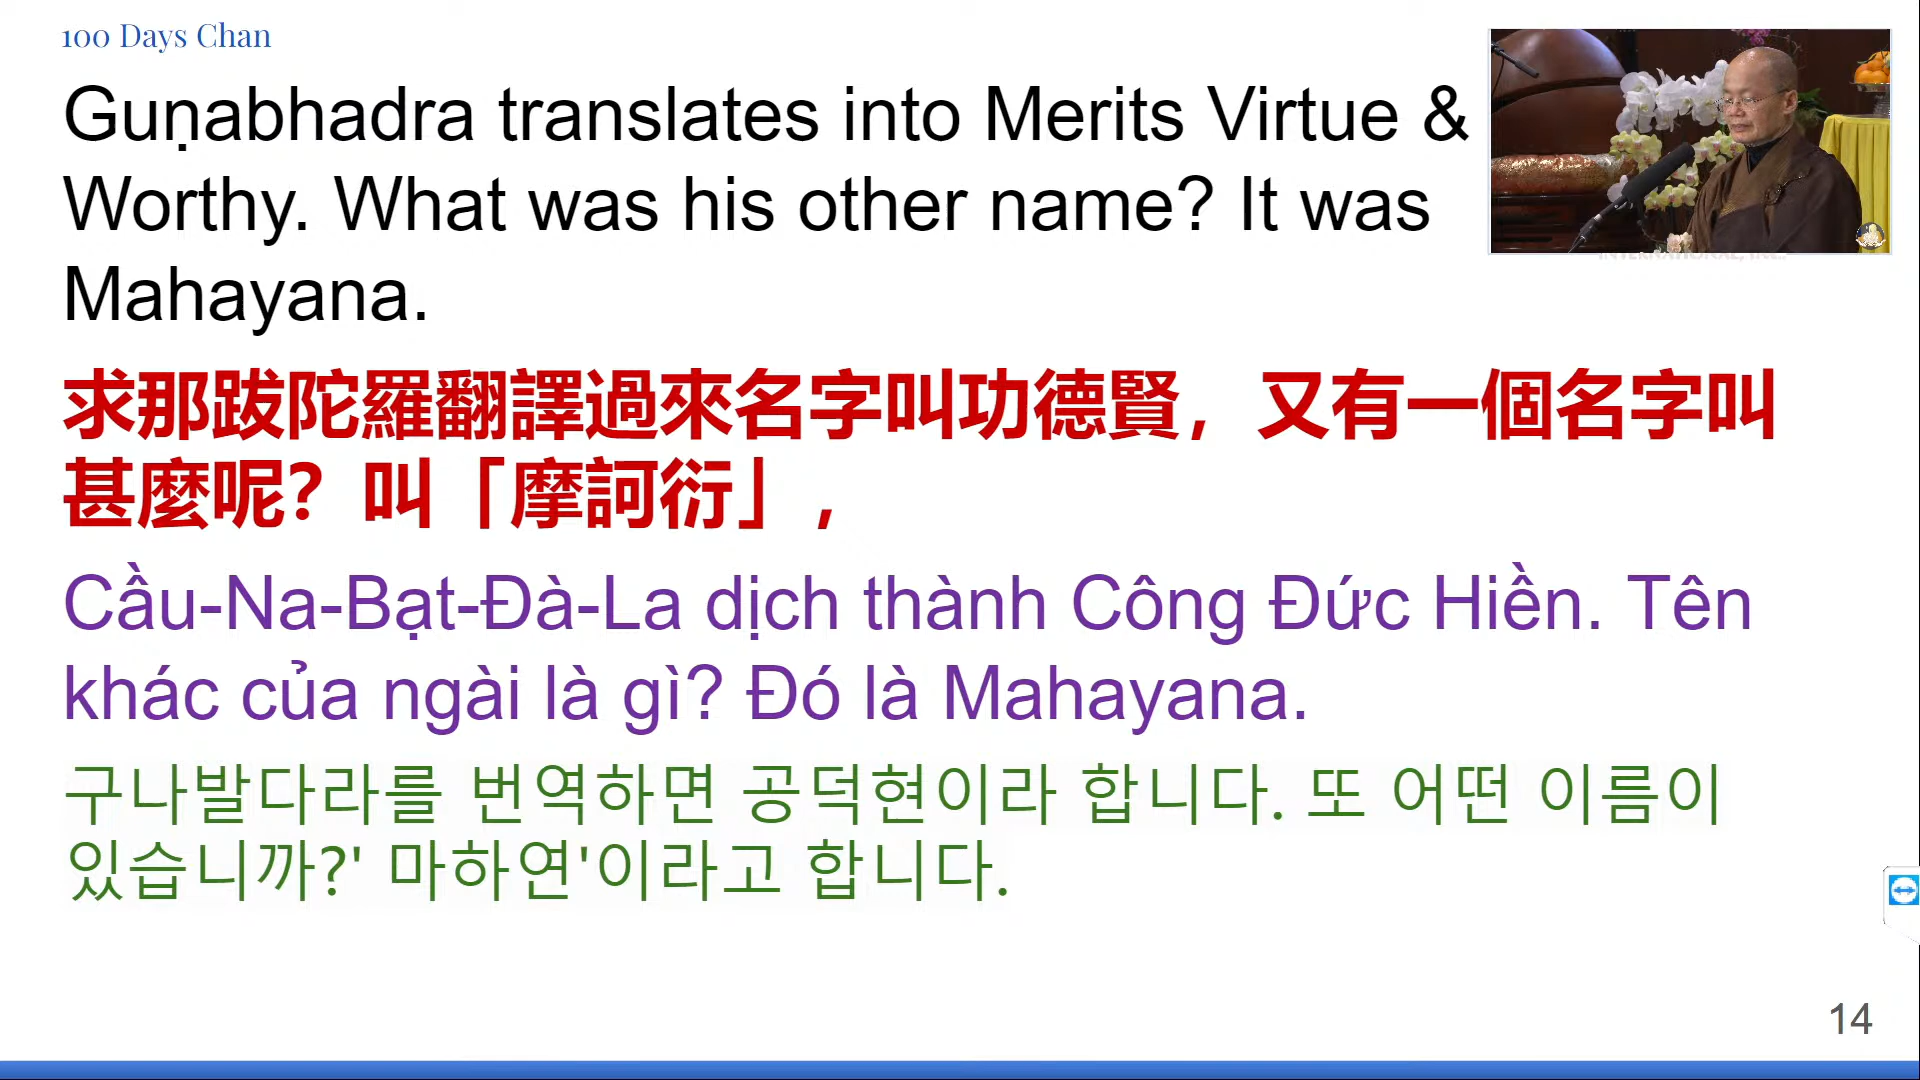 100 Days Chan
Guṇabhadra translates into Merits Virtue &
Worthy. What was his other name? It was
Mahayana.
求那跋陀羅翻譯過來名字叫功德賢，又有一個名字叫
甚麼呢？叫「摩訶衍」，
Cầu-Na-Bạt-Đà-La dịch thành Công Đức Hiền. Tên
khác của ngài là gì? Đó là Mahayana.
구나발다라를 번역하면 공덕현이라 합니다. 또 어떤 이름이
있습니까?' 마하연'이라고 합니다.
14